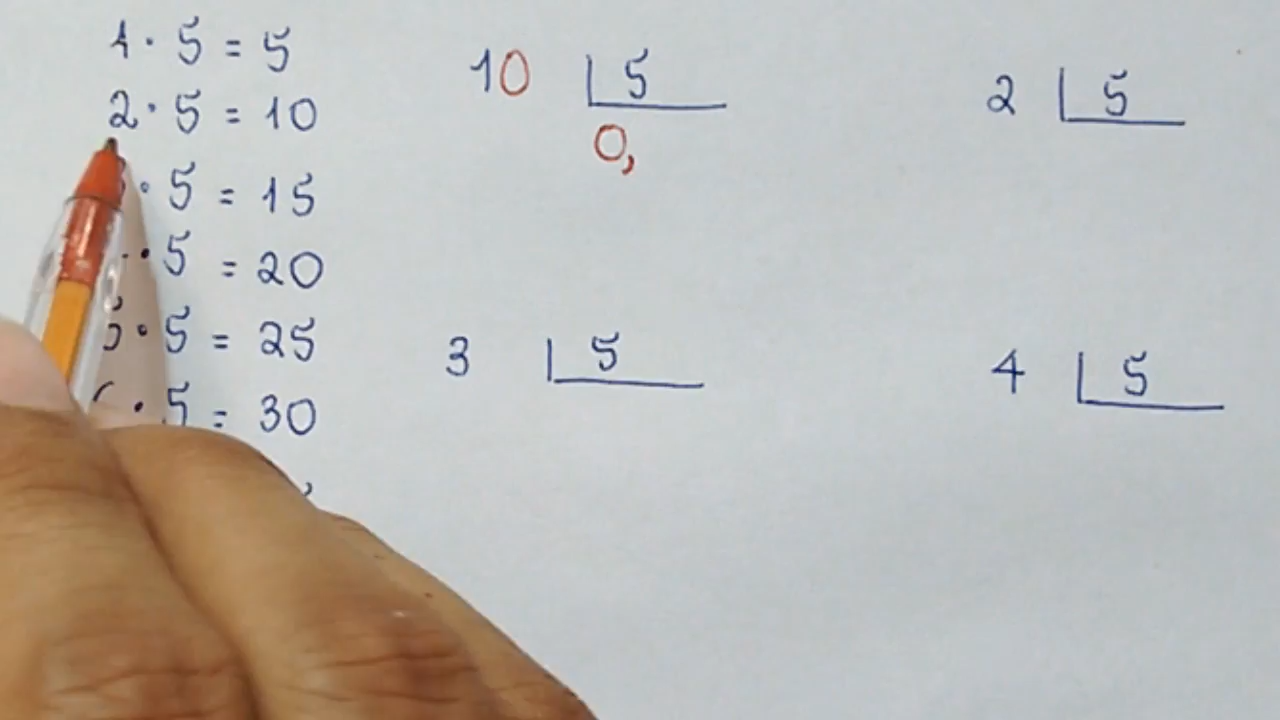 1 · 5 = 5
2 · 5 = 10
· 5 = 15
· 5 = 20
5 · 5 = 25
· 5 = 30
10 5
0,
2 5
3 5
4 5